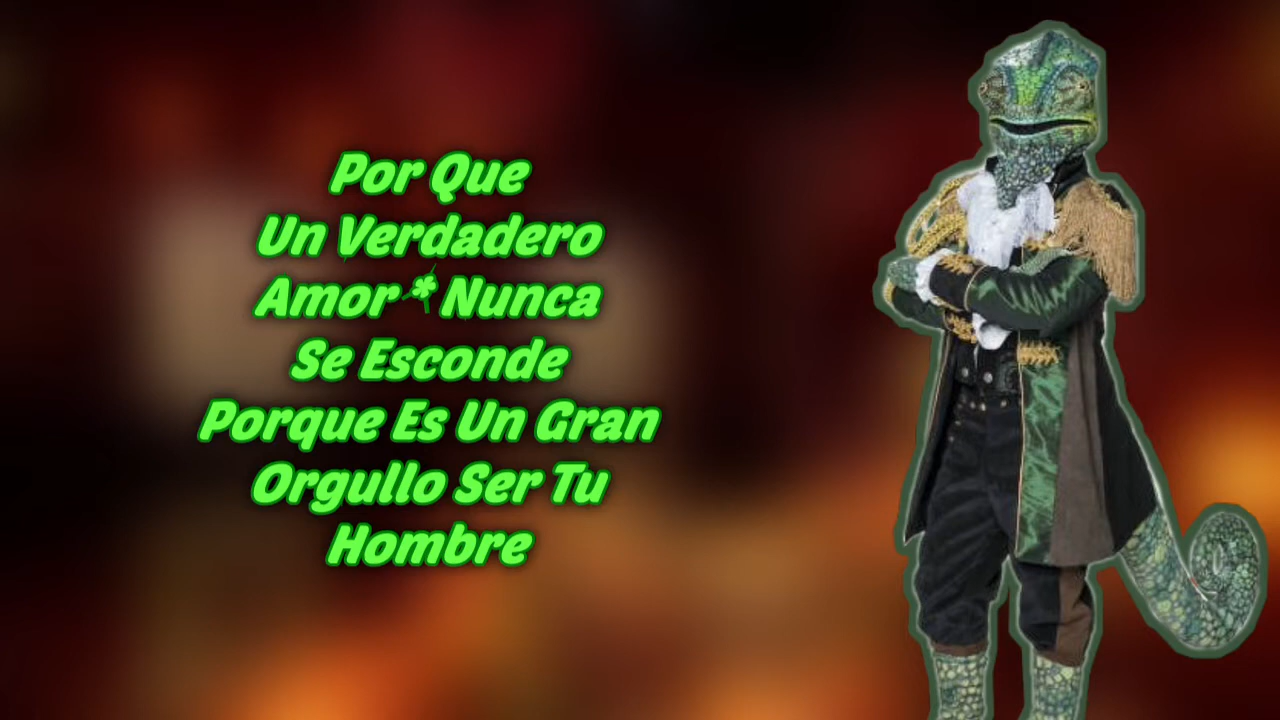 Por Que
Un Verdadero
Amor * Nunca
Se Esconde
Porque Es Un Gran
Orgullo Ser Tu
Hombre